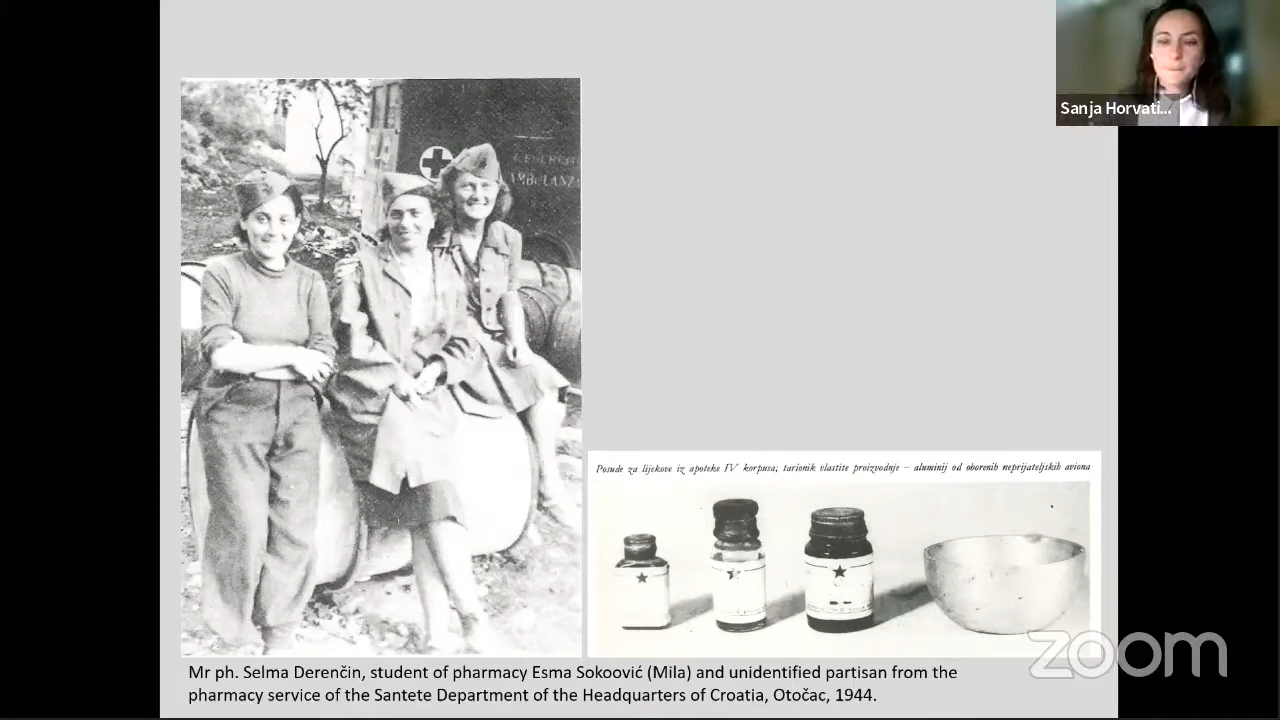 Sanja Horvati...
AMBULANZ
Posude za lijekove iz apoteke IV korpusa; tarionik vlastite proizvodnje – aluminij od oborenih neprijateljskih aviona
zoom
Mr ph. Selma Derenčin, student of pharmacy Esma Sokoović (Mila) and unidentified partisan from the
pharmacy service of the Santete Department of the Headquarters of Croatia, Otočac, 1944.